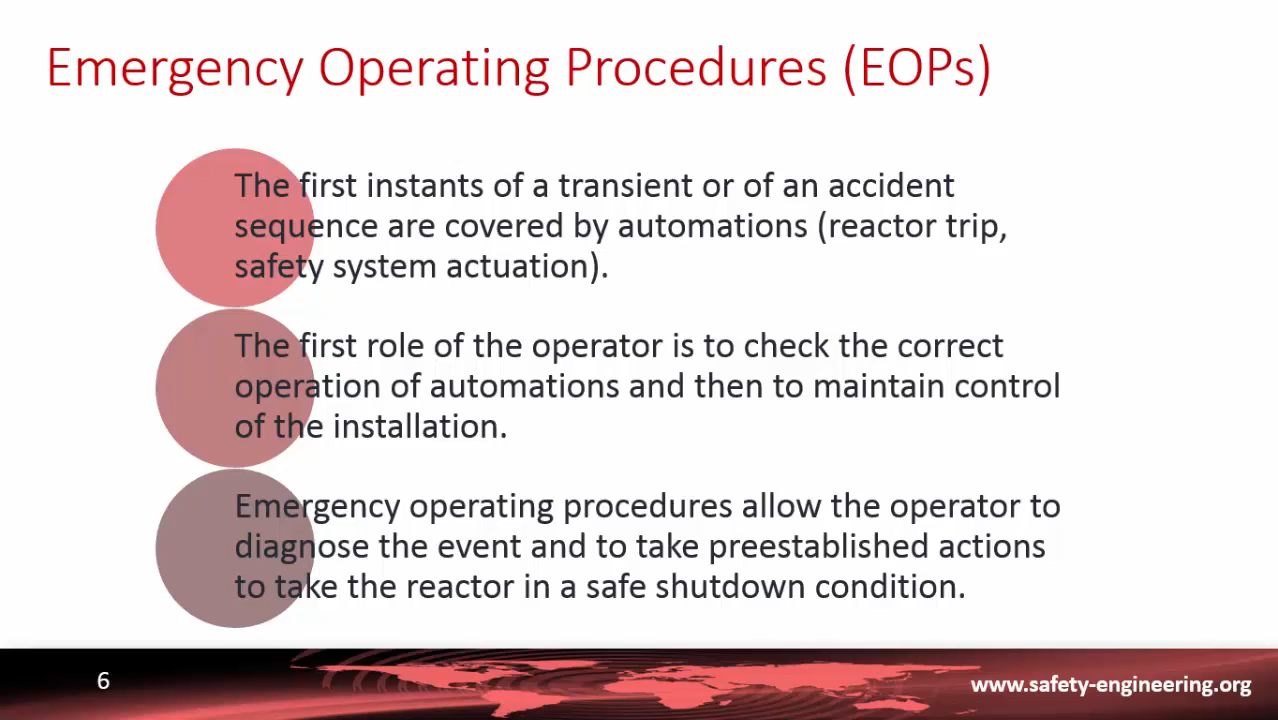 Emergency Operating Procedures (EOPs)
The first instants of a transient or of an accident
sequence are covered by automations (reactor trip,
safety system actuation).
The first role of the operator is to check the correct
operation of automations and then to maintain control
of the installation.
Emergency operating procedures allow the operator to
diagnose the event and to take preestablished actions
to take the reactor in a safe shutdown condition.
6
www.safety-engineering.org